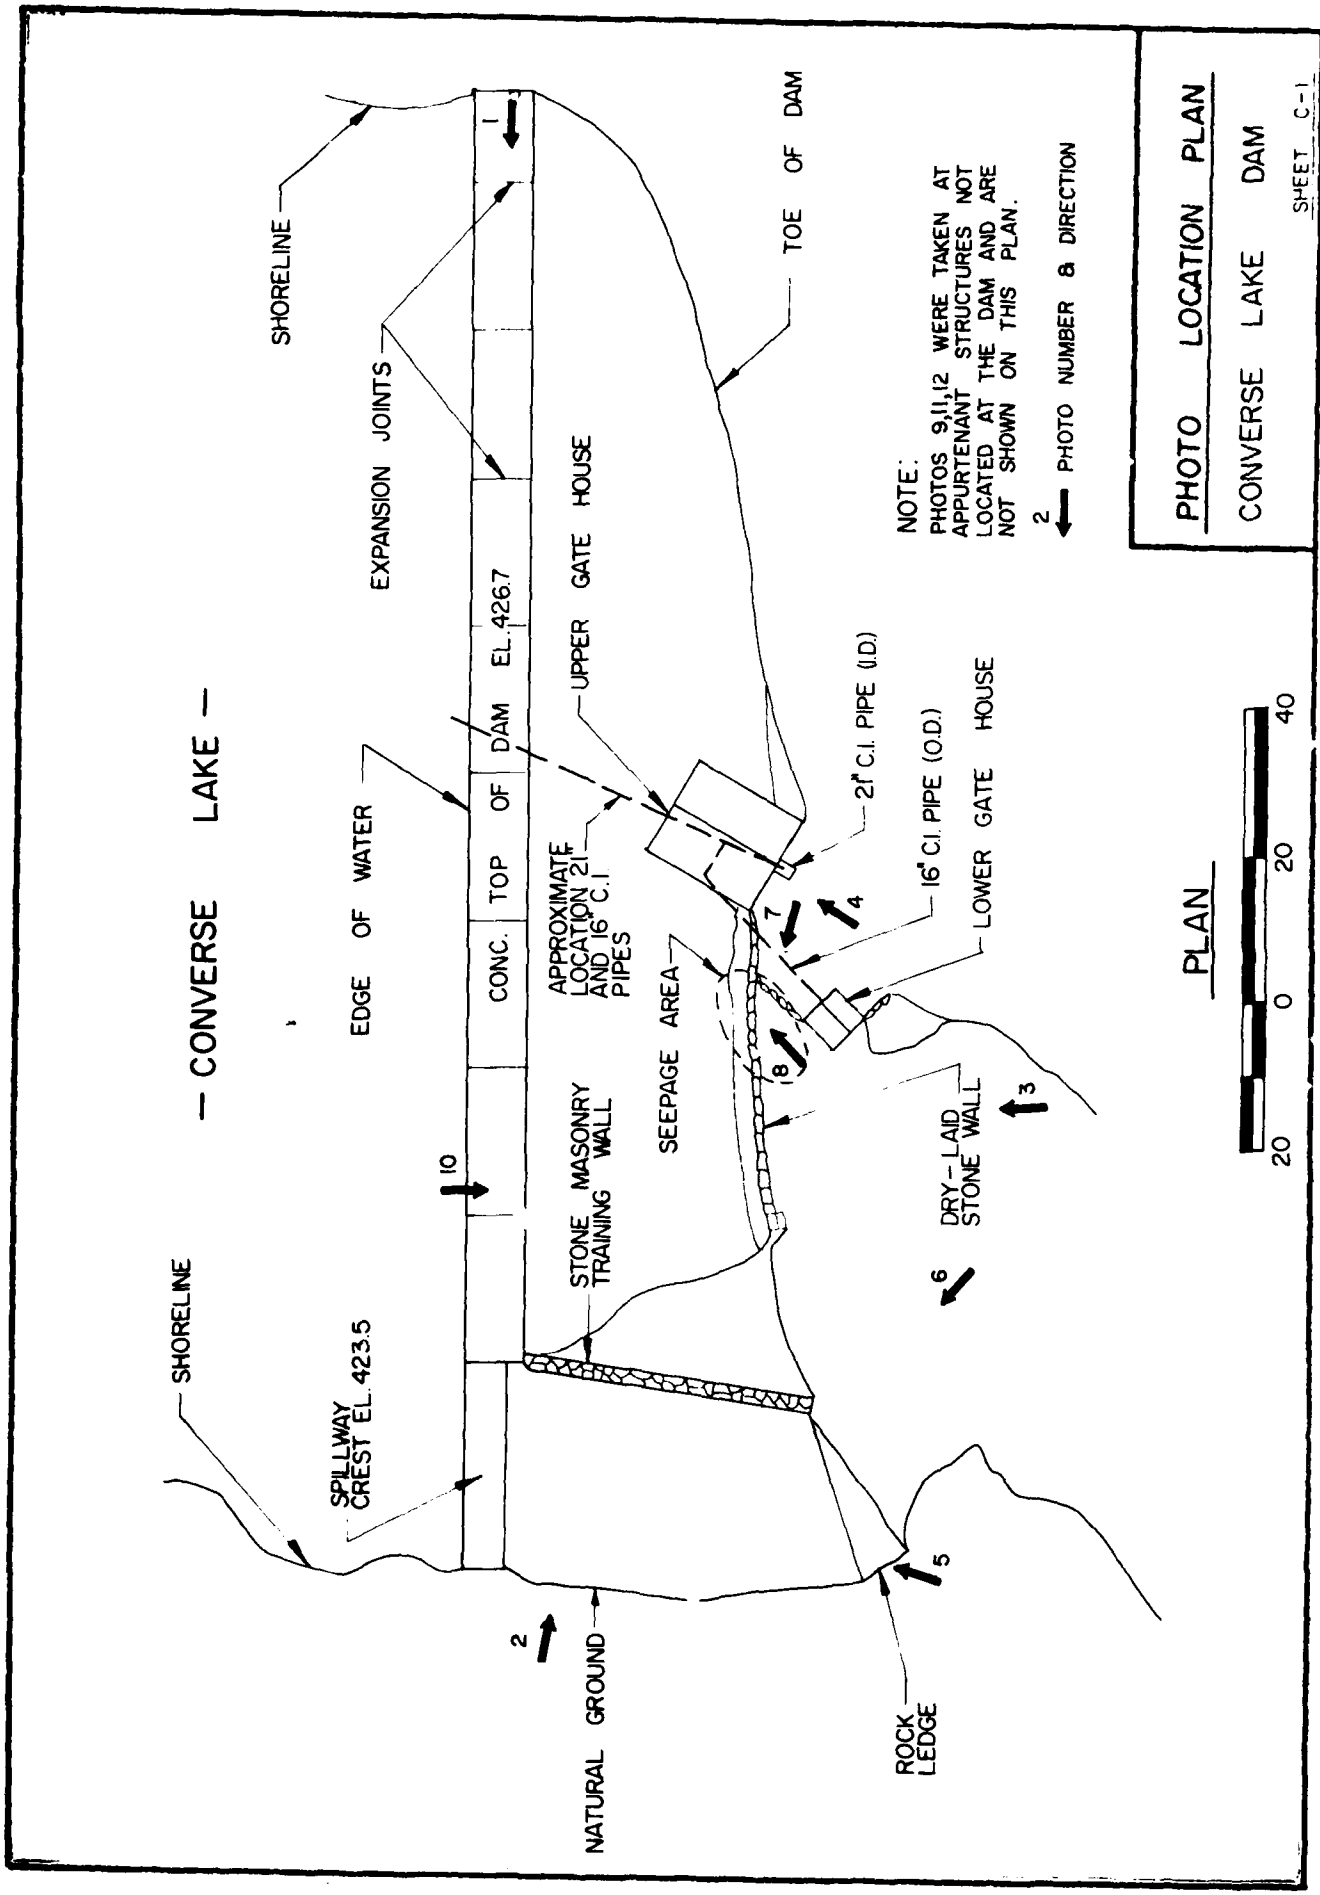 — CONVERSE LAKE —
SHORELINE
SHORELINE
SPILLWAY
CREST EL. 423.5
EDGE OF WATER
EXPANSION JOINTS
10
1
CONC. TOP OF DAM EL. 426.7
2
NATURAL GROUND
STONE MASONRY
TRAINING WALL
APPROXIMATE
LOCATION 21"
AND 16" C.I.
PIPES
UPPER GATE HOUSE
SEEPAGE AREA
TOE OF DAM
8
7
4
21" C.I. PIPE (I.D.)
16" C.I. PIPE (O.D.)
LOWER GATE HOUSE
DRY-LAID
STONE WALL
3
6
5
ROCK
LEDGE
NOTE:
PHOTOS 9,11,12 WERE TAKEN AT
APPURTENANT STRUCTURES NOT
LOCATED AT THE DAM AND ARE
NOT SHOWN ON THIS PLAN.
2
PHOTO NUMBER & DIRECTION
PLAN
20 0 20 40
PHOTO LOCATION PLAN
CONVERSE LAKE DAM
SHEET C-1